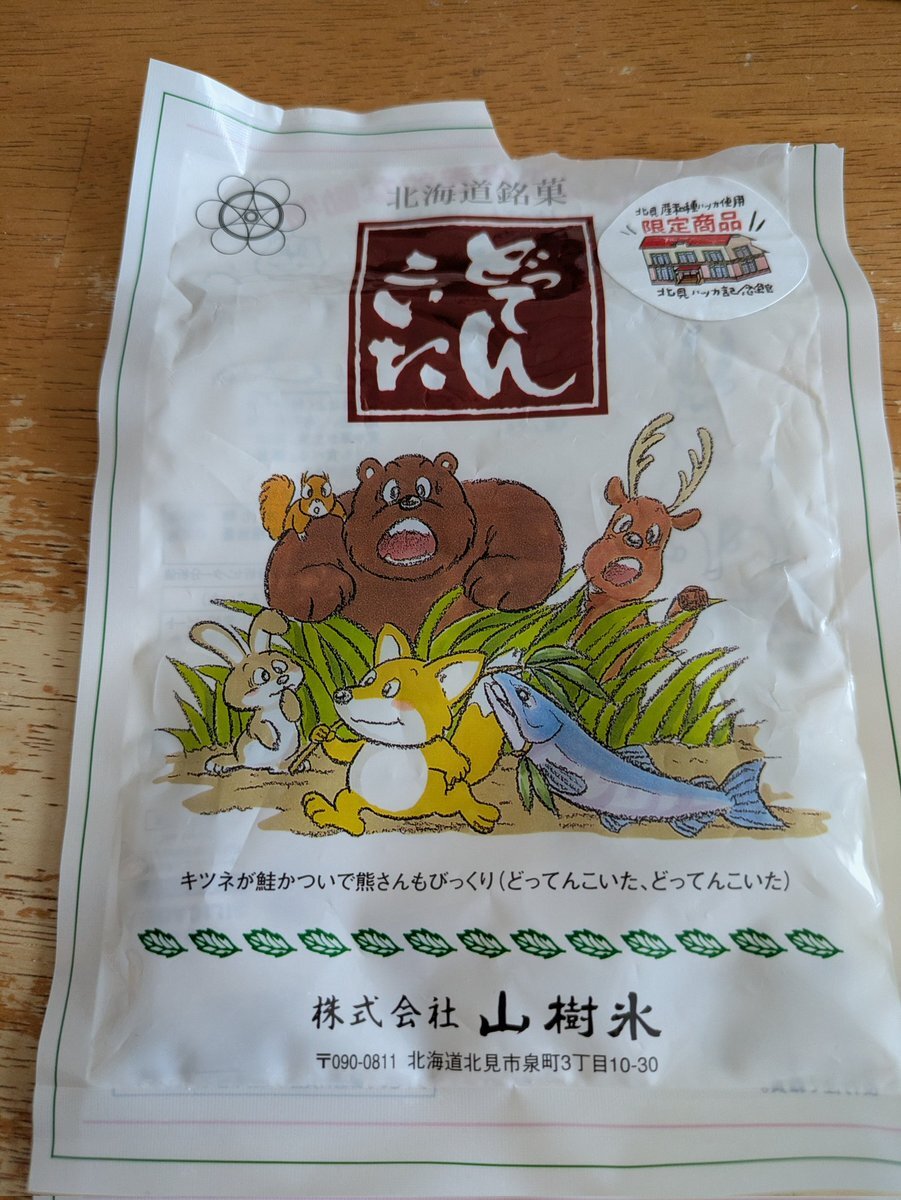 北海道銘菓
どってん
こいた
北見産和種ハッカ使用
限定商品
北見ハッカ記念館
キツネが鮭かついで熊さんもびっくり(どってんこいた、どってんこいた)
株式会社 山樹氷
〒090-0811 北海道北見市泉町3丁目10-30